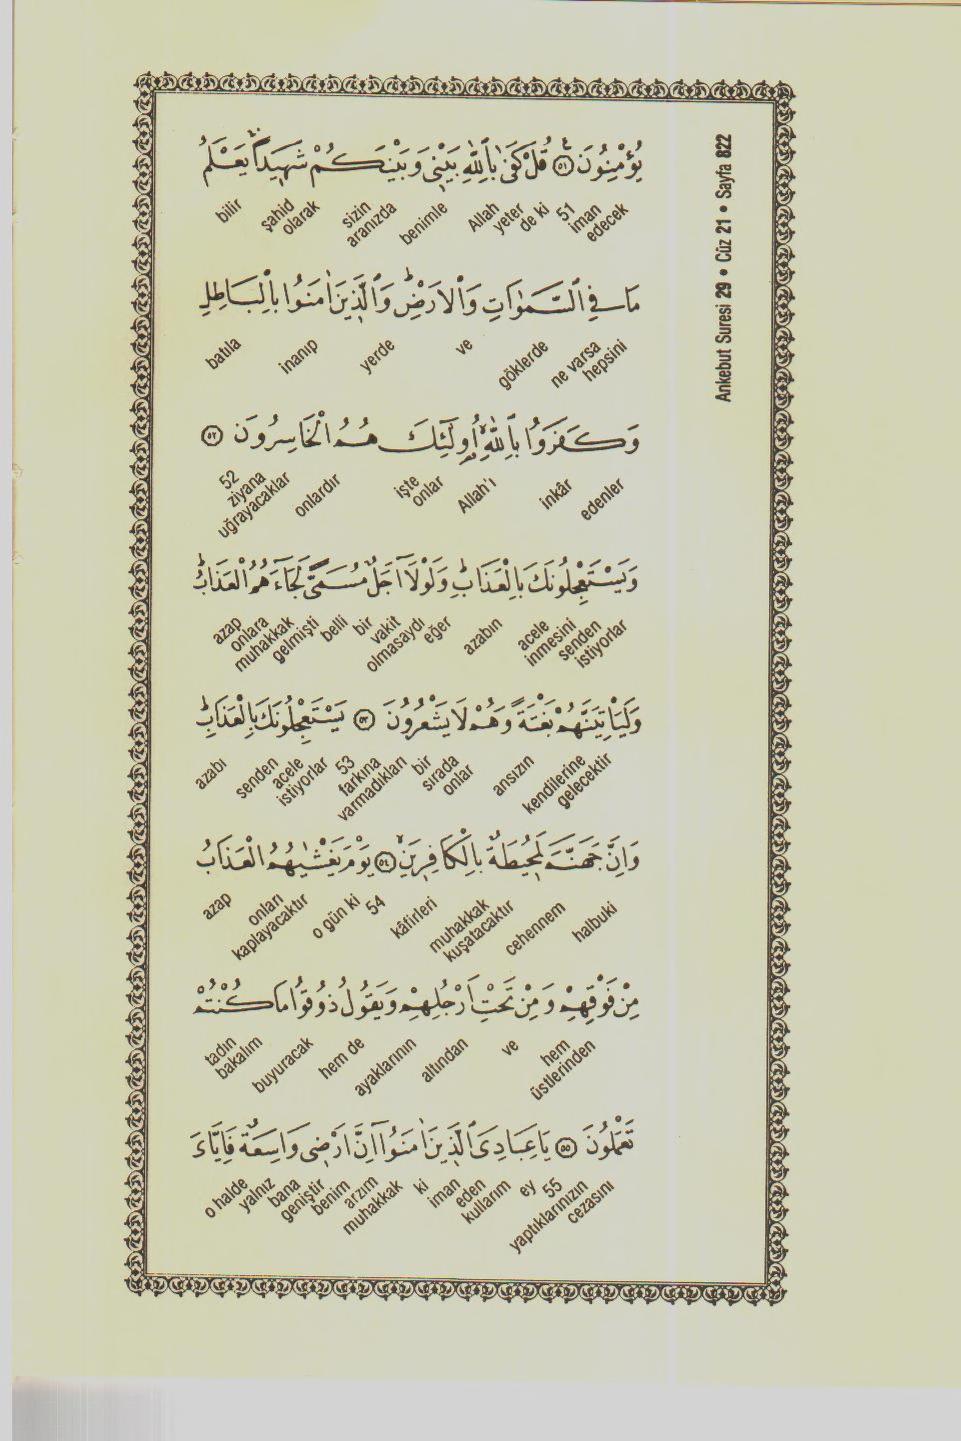 Ankebut Suresi 29 • Cüz 21 • Sayfa 822
يُؤْمِنُونَ ﴿٥١﴾ قُلْ كَفٰى بِاللّٰهِ بَيْنٖى وَبَيْنَكُمْ شَهٖيدًاۚ يَعْلَمُ
iman edecek 51 de ki yeter Allah benimle sizin aranızda şahid olarak bilir
مَا فِى السَّمٰوَاتِ وَالْاَرْضِۜ وَالَّذٖينَ اٰمَنُوا بِالْبَاطِلِ
ne varsa hepsini göklerde ve yerde inanıp batıla
وَكَفَرُوا بِاللّٰهِۙ اُو۬لٰٓئِكَ هُمُ الْخَاسِرُونَ ﴿٥٢﴾
inkâr edenler Allah'ı işte onlar onlardır ziyana uğrayacaklar 52
وَيَسْتَعْجِلُونَكَ بِالْعَذَابِۜ وَلَوْلَٓا اَجَلٌ مُسَمًّى لَجَٓاءَهُمُ الْعَذَابُۜ
acele inmesini senden istiyorlar azabın eğer olmasaydı vakit bir belli gelmişti muhakkak onlara azap
وَلَيَأْتِيَنَّهُمْ بَغْتَةً وَهُمْ لَا يَشْعُرُونَ ﴿٥٣﴾ يَسْتَعْجِلُونَكَ بِالْعَذَابِۜ
kendilerine gelecektir ansızın onlar bir sırada farkına varmadıkları 53 senden acele istiyorlar azabı
وَاِنَّ جَهَنَّمَ لَمُحٖيطَةٌ بِالْكَافِرٖينَۙ ﴿٥٤﴾ يَوْمَ يَغْشٰيهُمُ الْعَذَابُ
halbuki cehennem muhakkak kuşatacaktır kâfirleri 54 o gün ki onları kaplayacaktır azap
مِنْ فَوْقِهِمْ وَمِنْ تَحْتِ اَرْجُلِهِمْ وَيَقُولُ ذُوقُوا مَا كُنْتُمْ
hem üstlerinden ve altından ayaklarının hem de buyuracak tadın bakalım
تَعْمَلُونَ ﴿٥٥﴾ يَا عِبَادِىَ الَّذٖينَ اٰمَنُٓوا اِنَّ اَرْضٖى وَاسِعَةٌ فَاِيَّاىَ
yaptıklarınızın cezasını 55 ey kullarım iman eden ki muhakkak arzım benim geniştir bana yalnız o halde